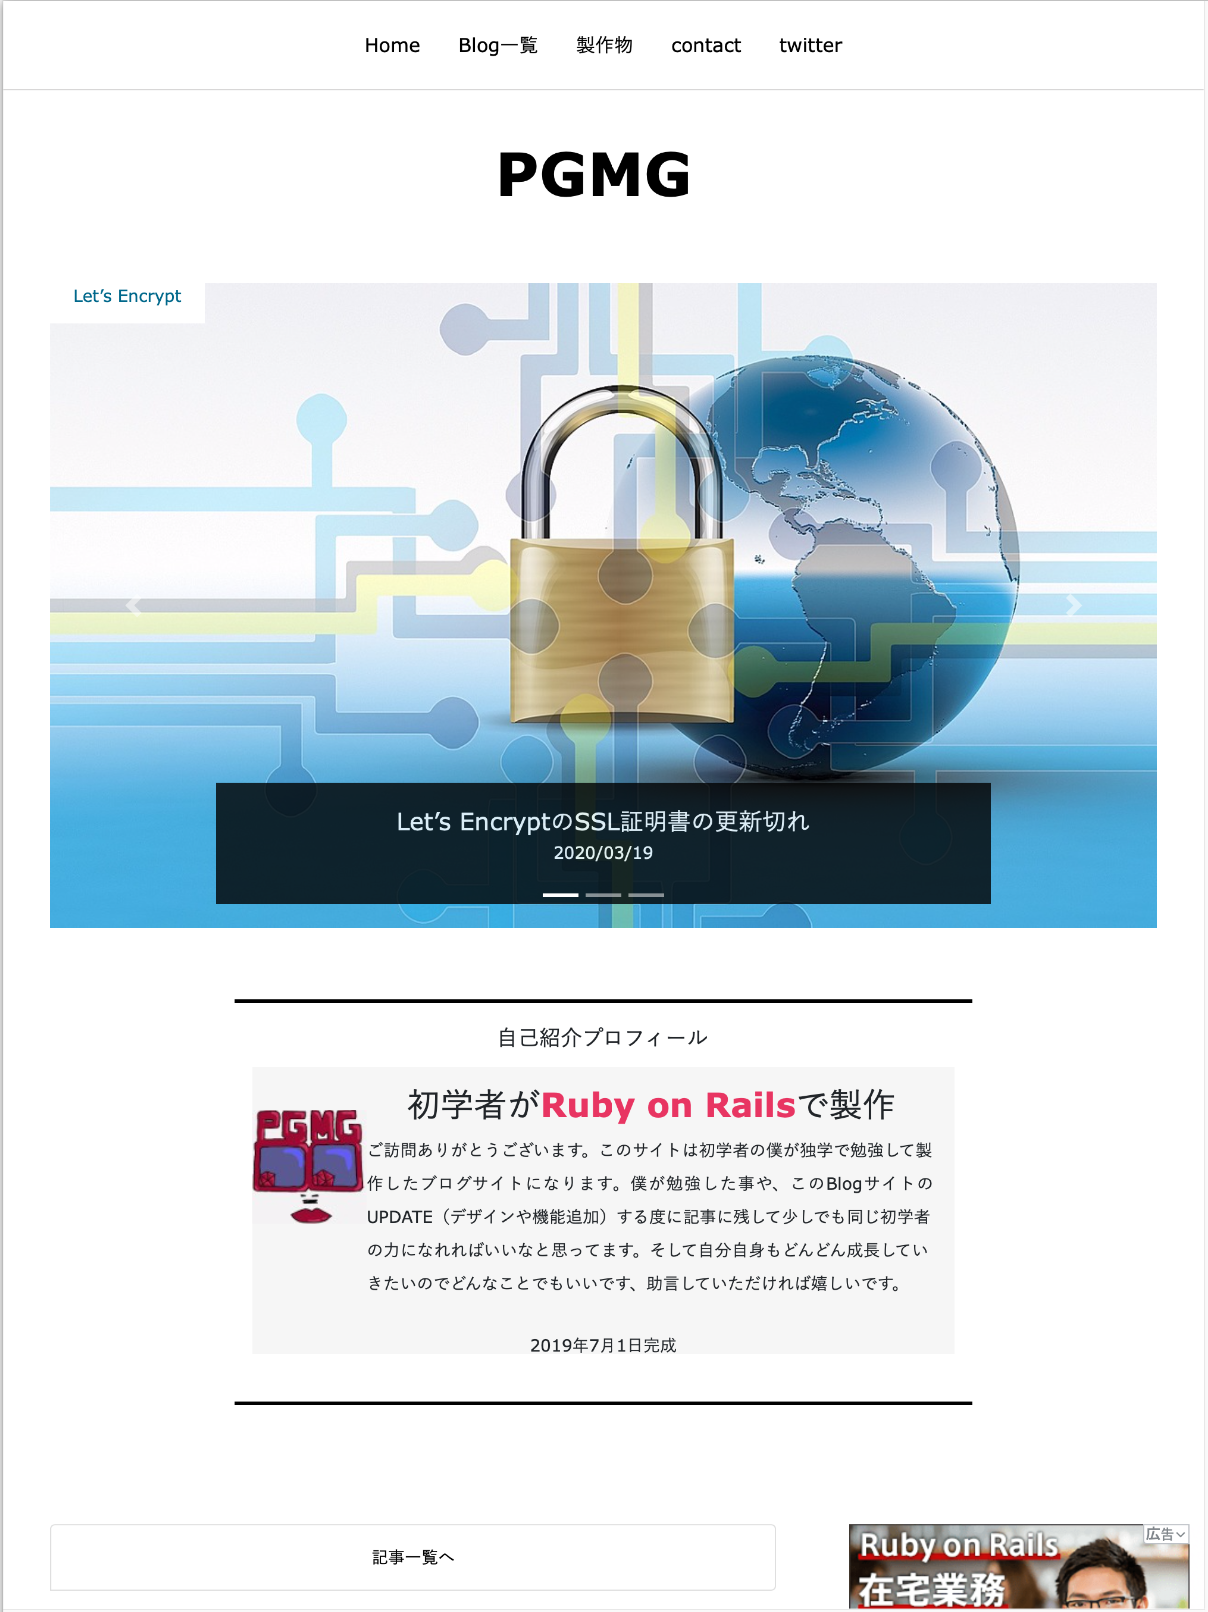 Home Blog一覧 製作物 contact twitter
PGMG
Let’s Encrypt
Let’s EncryptのSSL証明書の更新切れ
2020/03/19
自己紹介プロフィール
初学者がRuby on Railsで製作
PGMG
ご訪問ありがとうございます。このサイトは初学者の僕が独学で勉強して製
作したブログサイトになります。僕が勉強した事や、このBlogサイトの
UPDATE（デザインや機能追加）する度に記事に残して少しでも同じ初学者
の力になれればいいなと思ってます。そして自分自身もどんどん成長してい
きたいのでどんなことでもいいです、助言していただければ嬉しいです。
2019年7月1日完成
記事一覧へ
広告
Ruby on Rails
在宅業務